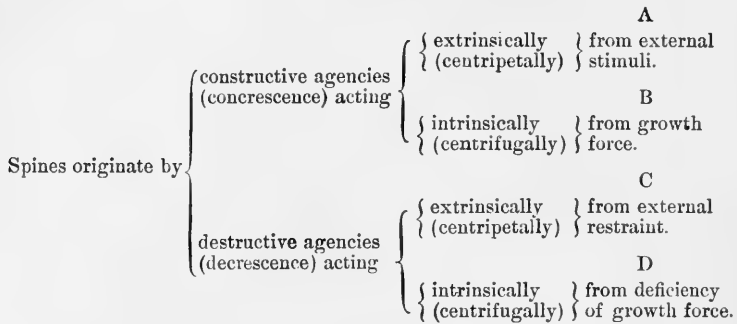 A
{ extrinsically } from external
{ (centripetally) } stimuli.
constructive agencies
(concrescence) acting
B
{ intrinsically } from growth
{ (centrifugally) } force.
Spines originate by
C
{ extrinsically } from external
{ (centripetally) } restraint.
destructive agencies
(decrescence) acting
D
{ intrinsically } from deficiency
{ (centrifugally) } of growth force.